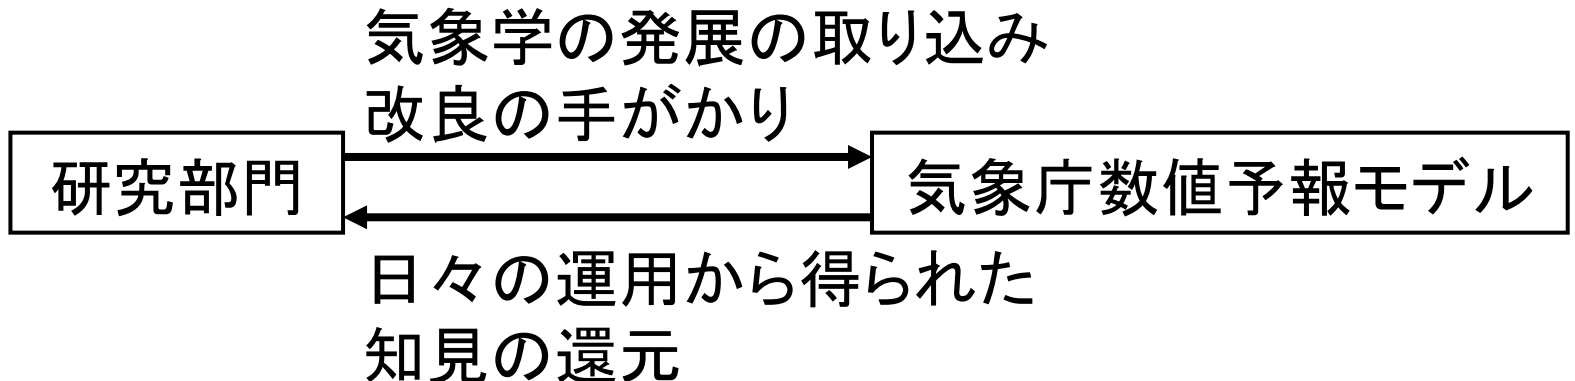 気象学の発展の取り込み
改良の手がかり
研究部門
気象庁数値予報モデル
日々の運用から得られた
知見の還元